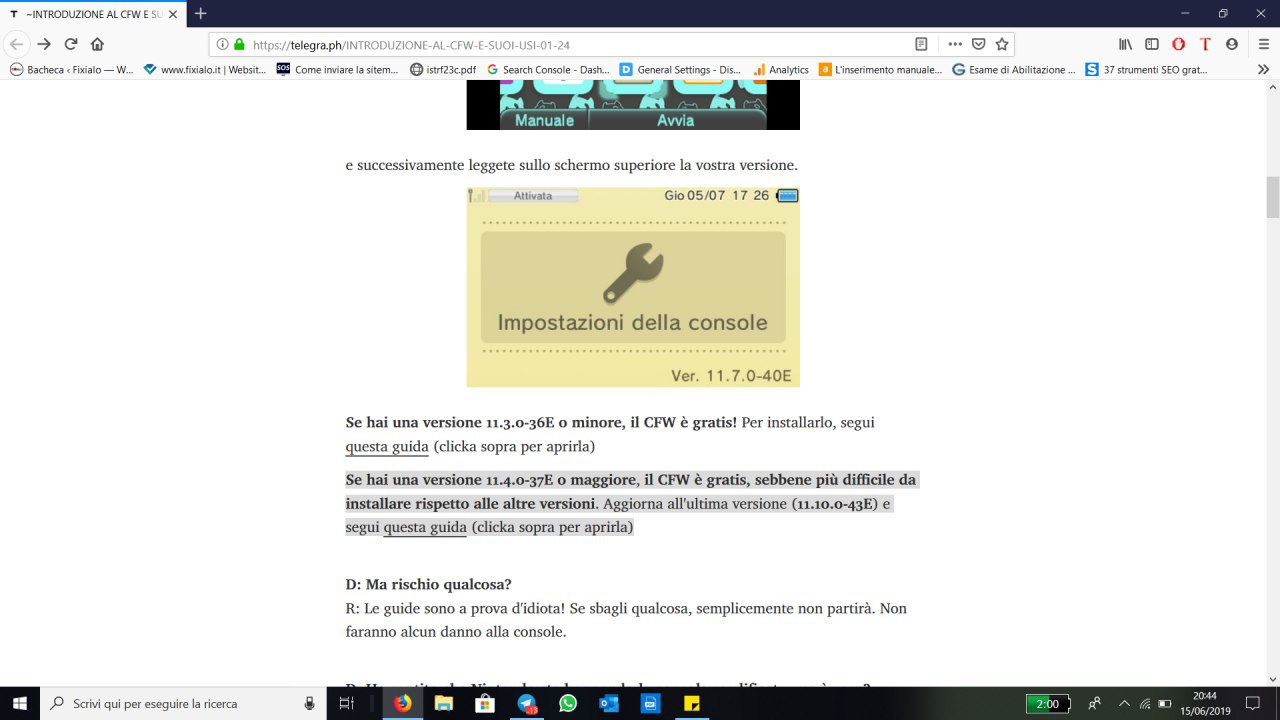 ~INTRODUZIONE AL CFW E SU
https://telegra.ph/INTRODUZIONE-AL-CFW-E-SUOI-USI-01-24
Bacheca ‹ Fixialo — W...
www.fixialo.it | Websit...
SOS
Come inviare la sitem...
istrf23c.pdf
Search Console - Dash...
General Settings - Dis...
Analytics
L'inserimento manuale...
Esame di Abilitazione ...
37 strumenti SEO grat...
Manuale
Avvia
e successivamente leggete sullo schermo superiore la vostra versione.
Attivata
Gio 05/07 17 26
Impostazioni della console
Ver. 11.7.0-40E
Se hai una versione 11.3.0-36E o minore, il CFW è gratis! Per installarlo, segui
questa guida (clicka sopra per aprirla)
Se hai una versione 11.4.0-37E o maggiore, il CFW è gratis, sebbene più difficile da
installare rispetto alle altre versioni. Aggiorna all'ultima versione (11.10.0-43E) e
segui questa guida (clicka sopra per aprirla)
D: Ma rischio qualcosa?
R: Le guide sono a prova d'idiota! Se sbagli qualcosa, semplicemente non partirà. Non
faranno alcun danno alla console.
Scrivi qui per eseguire la ricerca
2:00
20:44
15/06/2019